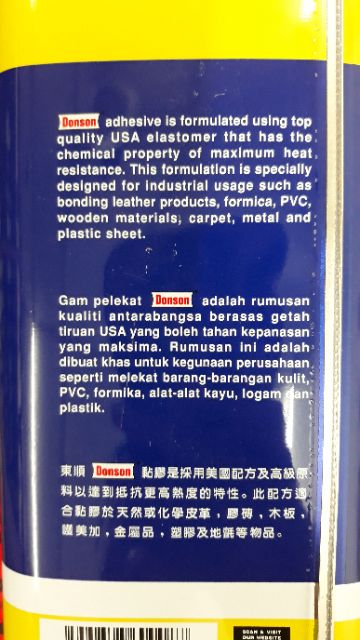 Donson adhesive is formulated using top
quality USA elastomer that has the
chemical property of maximum heat
resistance. This formulation is specially
designed for industrial usage such as
bonding leather products, formica, PVC,
wooden materials, carpet, metal and
plastic sheet.
Gam pelekat Donson adalah rumusan
kualiti antarabangsa berasas getah
tiruan USA yang boleh tahan kepanasan
yang maksima. Rumusan ini adalah
dibuat khas untuk kegunaan perusahaan
seperti melekat barang-barangan kulit,
PVC, formika, alat-alat kayu, logam dan
plastik.
東順 Donson 黏膠是採用美國配方及高級原
料以達到抵抗更高熱度的特性。此配方適
合黏膠於天然或化學皮革,膠磚,木板,
護美加,金屬品,塑膠及地氈等物品。
SCAN & VISIT
OUR WEBSITE